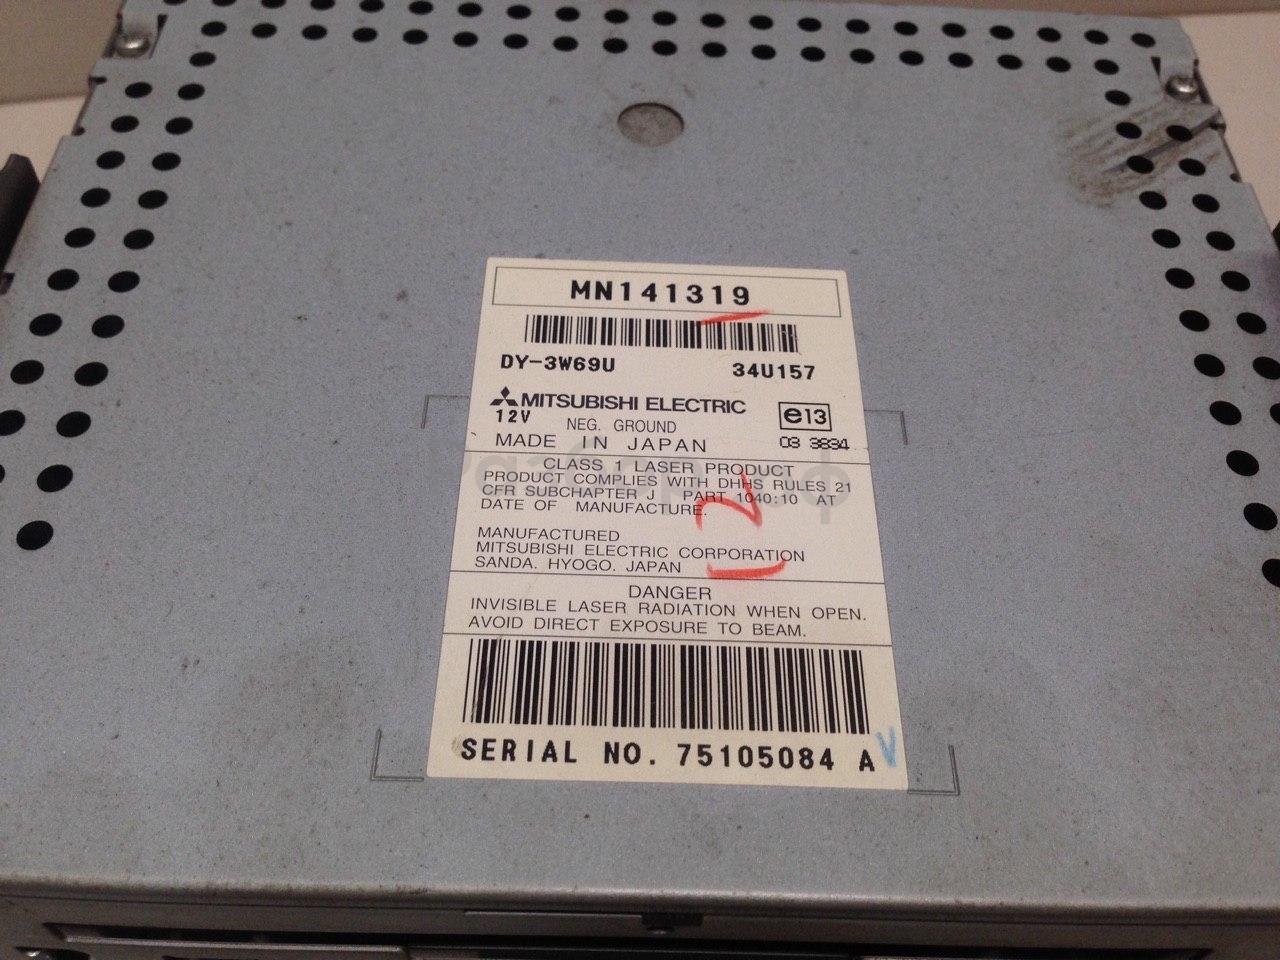 MN141319
DY-3W69U 34U157
MITSUBISHI ELECTRIC e13
12V NEG. GROUND
MADE IN JAPAN 03 3834
CLASS 1 LASER PRODUCT
PRODUCT COMPLIES WITH DHHS RULES 21
CFR SUBCHAPTER J PART 1040:10 AT
DATE OF MANUFACTURE.
12
MANUFACTURED
MITSUBISHI ELECTRIC CORPORATION
SANDA. HYOGO. JAPAN
DANGER
INVISIBLE LASER RADIATION WHEN OPEN.
AVOID DIRECT EXPOSURE TO BEAM.
SERIAL NO. 75105084 A V